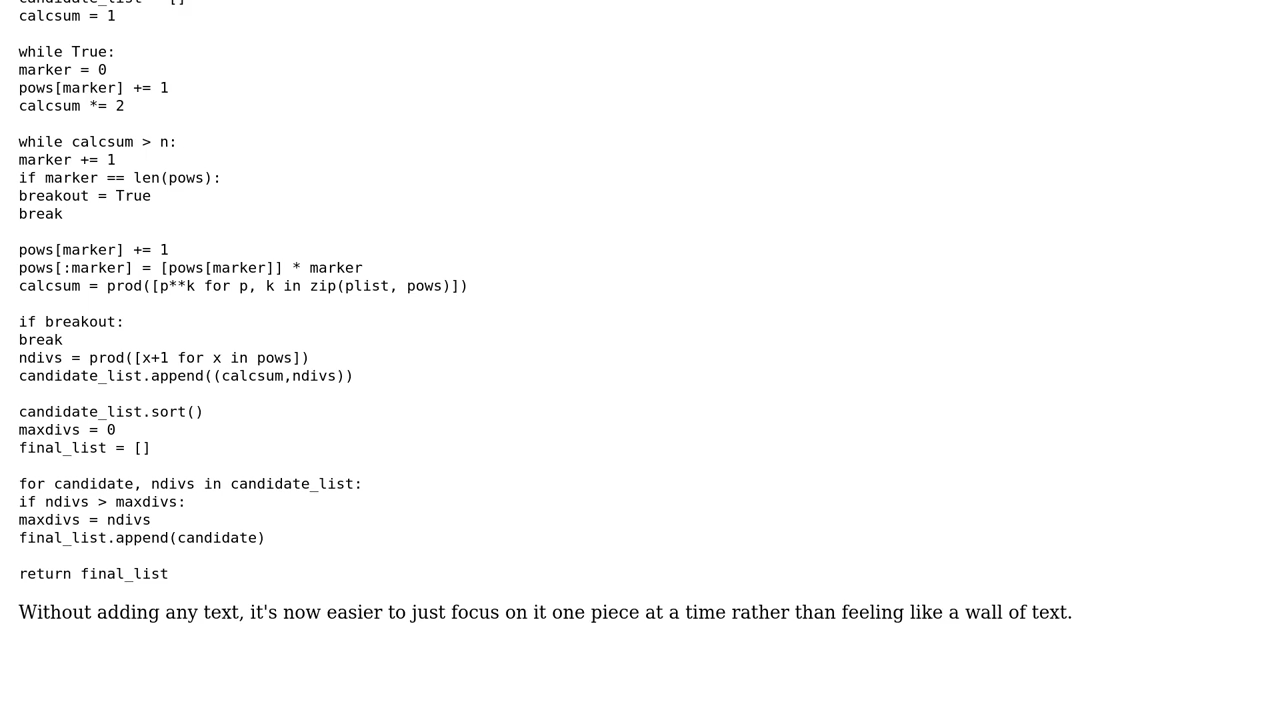 candidate_list = []
calcsum = 1
while True:
marker = 0
pows[marker] += 1
calcsum *= 2
while calcsum > n:
marker += 1
if marker == len(pows):
breakout = True
break
pows[marker] += 1
pows[:marker] = [pows[marker]] * marker
calcsum = prod([p**k for p, k in zip(plist, pows)])
if breakout:
break
ndivs = prod([x+1 for x in pows])
candidate_list.append((calcsum,ndivs))
candidate_list.sort()
maxdivs = 0
final_list = []
for candidate, ndivs in candidate_list:
if ndivs > maxdivs:
maxdivs = ndivs
final_list.append(candidate)
return final_list
Without adding any text, it's now easier to just focus on it one piece at a time rather than feeling like a wall of text.